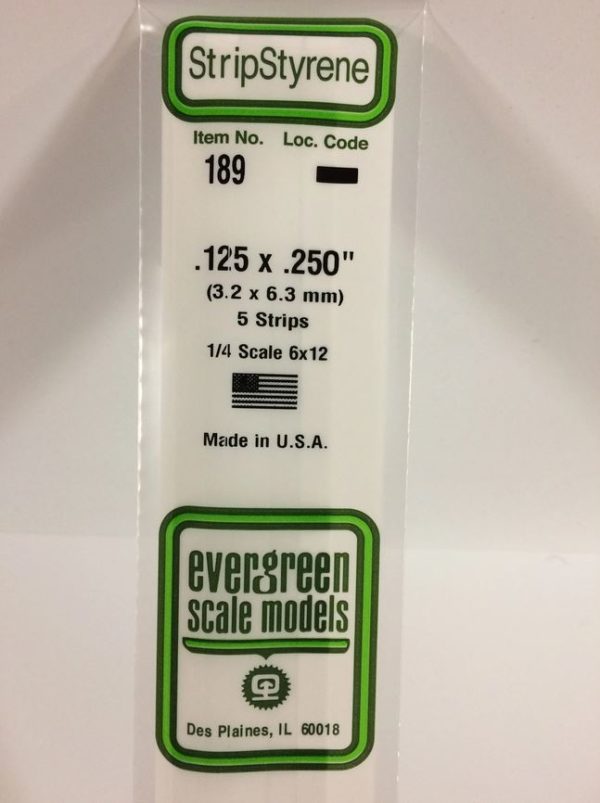 StripStyrene
Item No. Loc. Code
189
.125 x .250"
(3.2 x 6.3 mm)
5 Strips
1/4 Scale 6x12
Made in U.S.A.
evergreen
scale models
Des Plaines, IL 60018